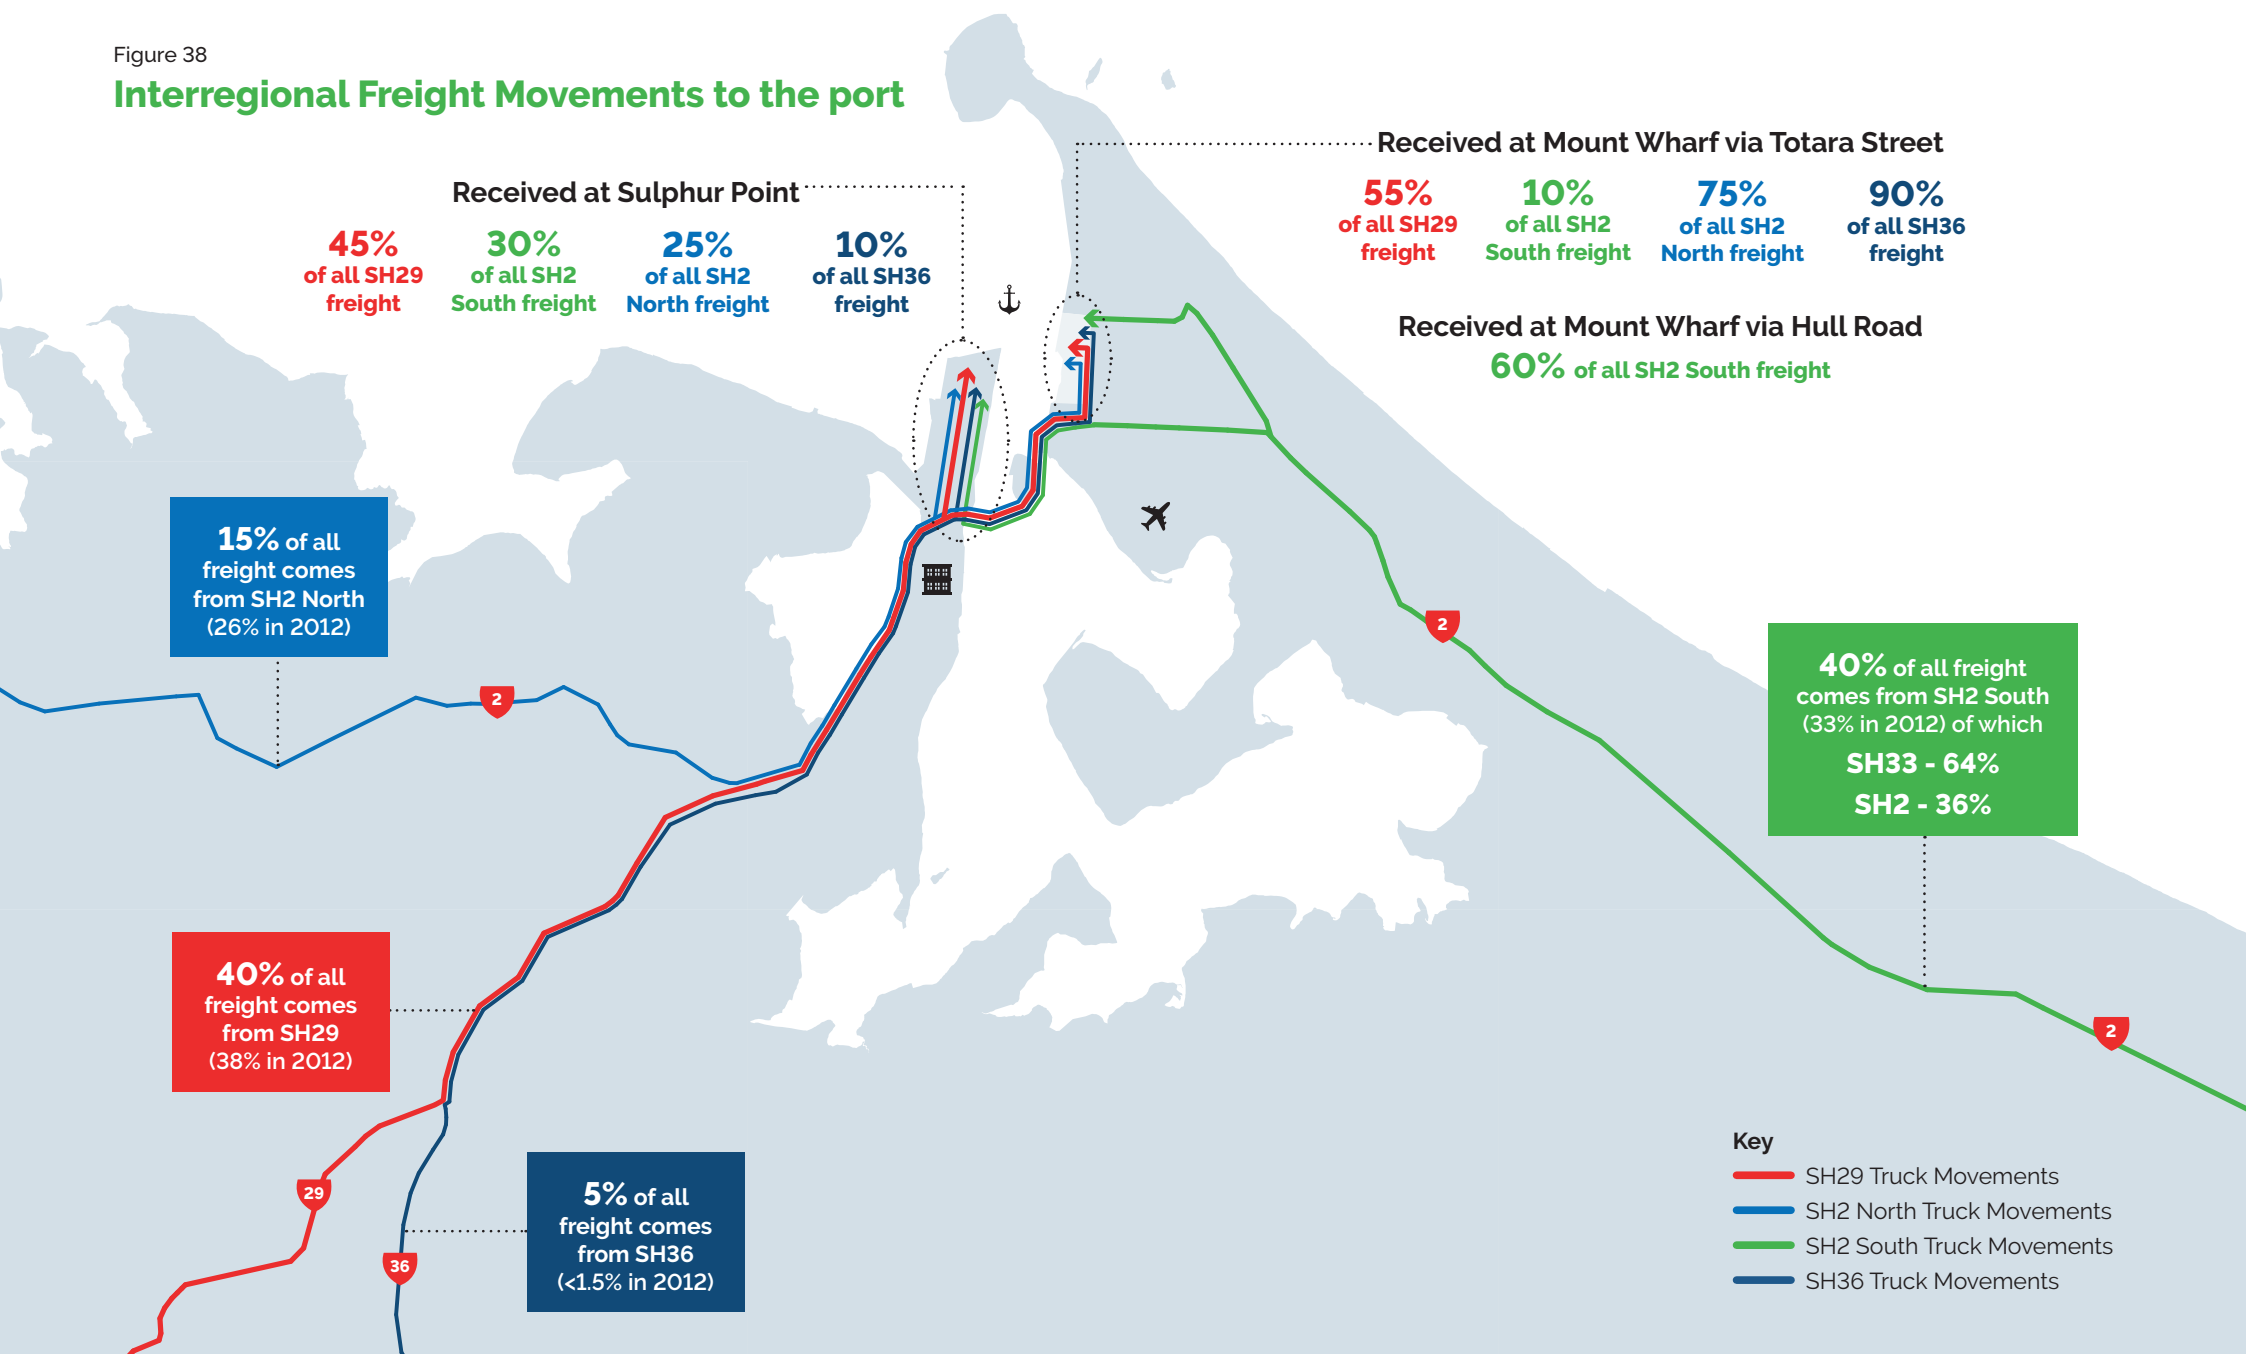 Figure 38
Interregional Freight Movements to the port
Received at Sulphur Point
45%
of all SH29
freight
30%
of all SH2
South freight
25%
of all SH2
North freight
10%
of all SH36
freight
Received at Mount Wharf via Totara Street
55%
of all SH29
freight
10%
of all SH2
South freight
75%
of all SH2
North freight
90%
of all SH36
freight
Received at Mount Wharf via Hull Road
60% of all SH2 South freight
15% of all
freight comes
from SH2 North
(26% in 2012)
2
2
40% of all freight
comes from SH2 South
(33% in 2012) of which
SH33 - 64%
SH2 - 36%
40% of all
freight comes
from SH29
(38% in 2012)
2
29
36
5% of all
freight comes
from SH36
(<1.5% in 2012)
Key
SH29 Truck Movements
SH2 North Truck Movements
SH2 South Truck Movements
SH36 Truck Movements